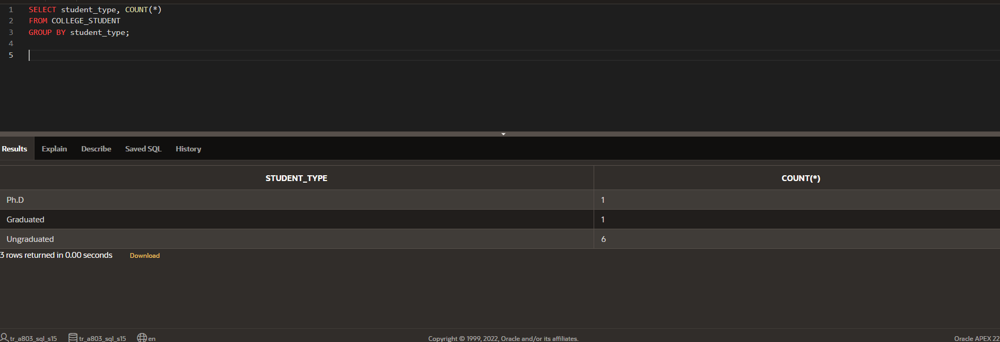 1 SELECT student_type, COUNT(*)
2 FROM COLLEGE_STUDENT
3 GROUP BY student_type;
4
5
Results Explain Describe Saved SQL History
STUDENT_TYPE COUNT(*)
Ph.D 1
Graduated 1
Ungraduated 6
3 rows returned in 0.00 seconds Download
tr_a803_sql_s15 tr_a803_sql_s15 en Copyright © 1999, 2022, Oracle and/or its affiliates. Oracle APEX 22